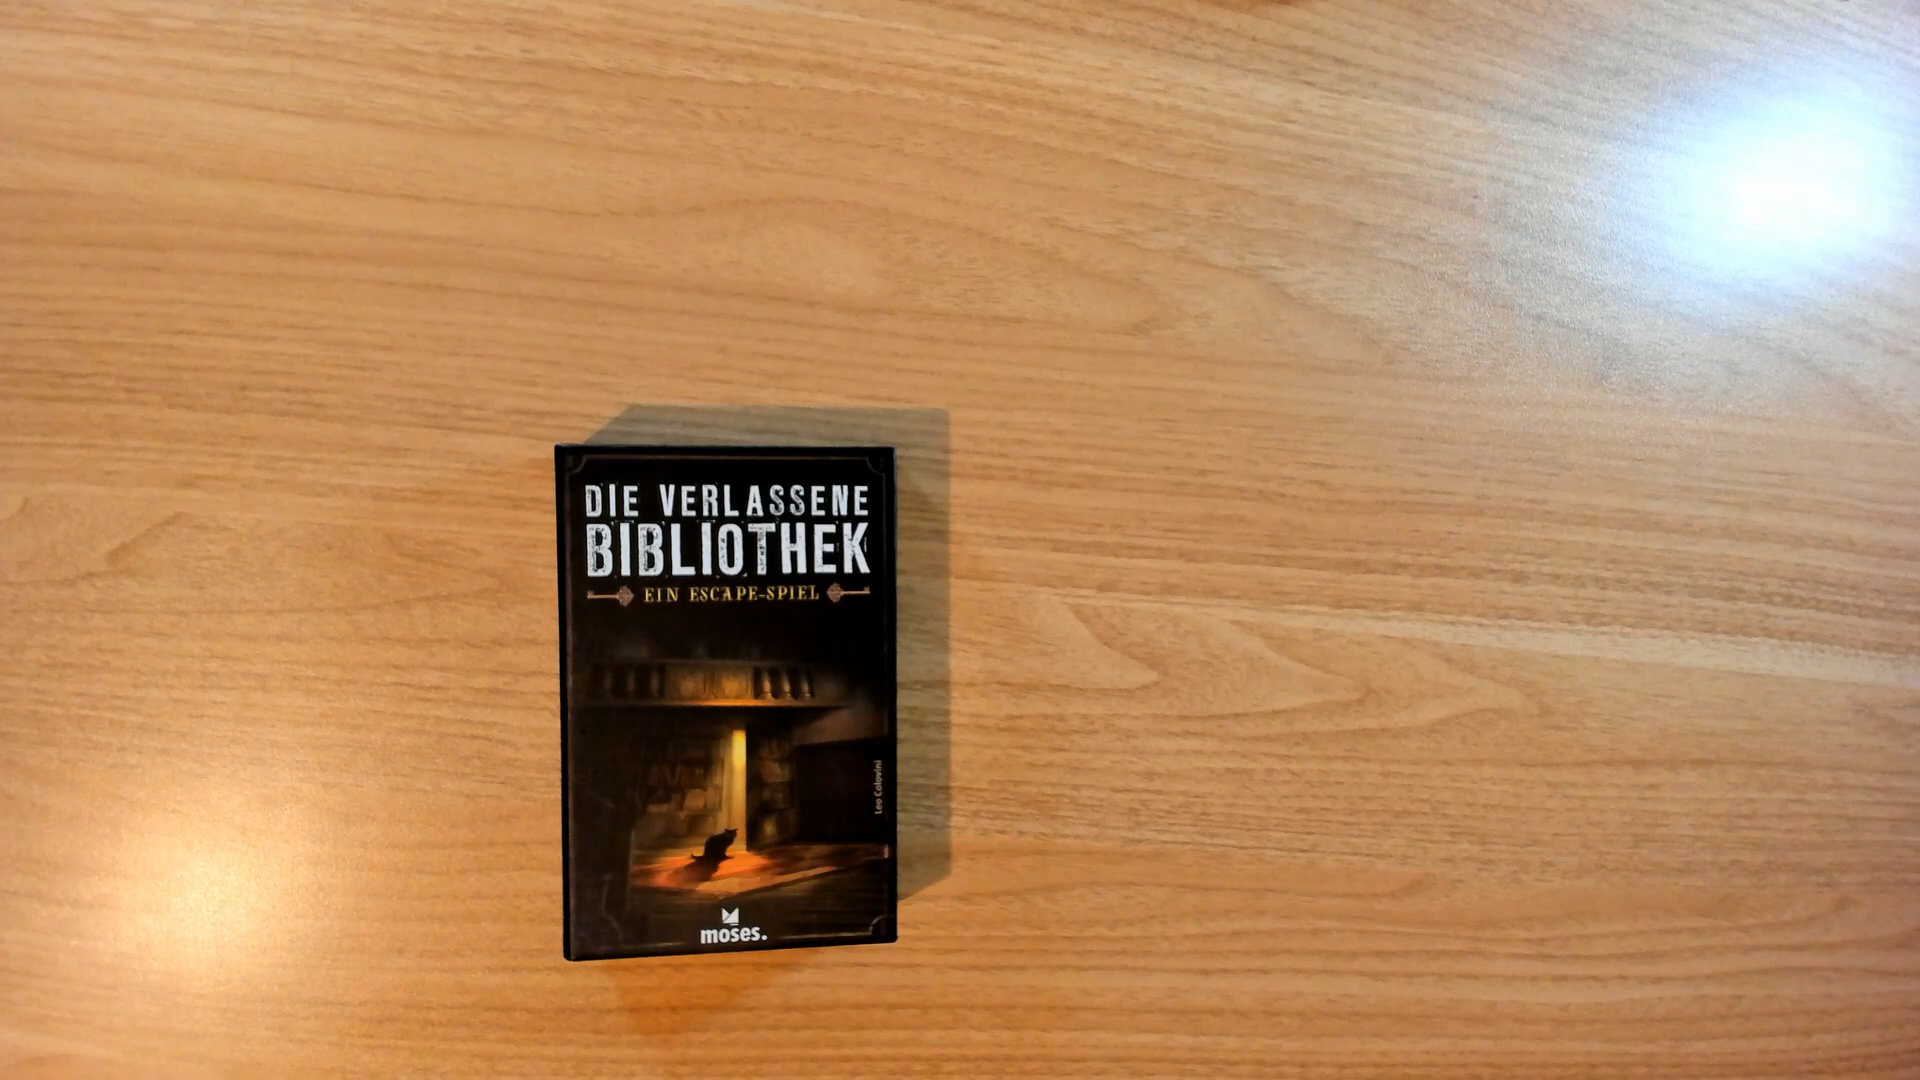 DIE VERLASSENE
BIBLIOTHEK
EIN ESCAPE-SPIEL
Leo Colovini
moses.